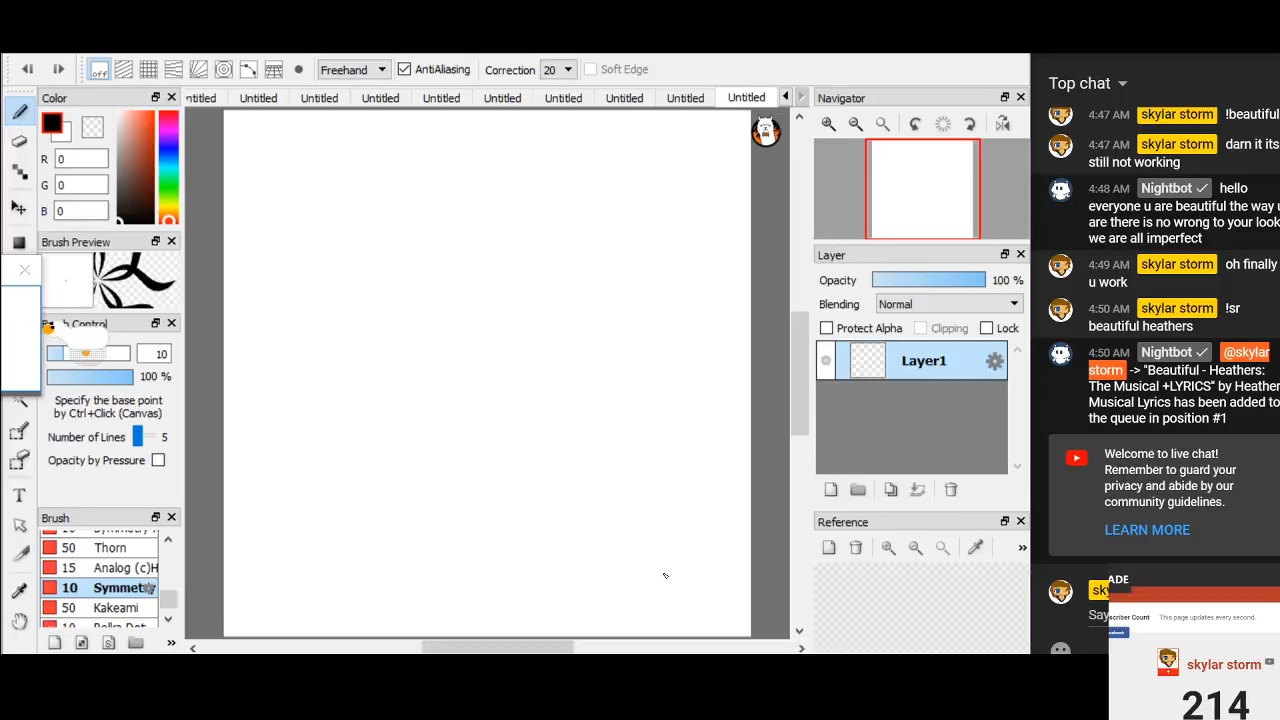 off
Freehand
AntiAliasing
Correction 20
Soft Edge
Color
R 0
G 0
B 0
Brush Preview
Control
10
100 %
Specify the base point
by Ctrl+Click (Canvas)
Number of Lines 5
Opacity by Pressure
Brush
50 Thorn
15 Analog (c)H
10 Symmetry
50 Kakeami
T
Untitled Untitled Untitled Untitled Untitled Untitled Untitled Untitled Untitled
Navigator
Layer
Opacity 100 %
Blending Normal
Protect Alpha Clipping Lock
Layer1
Reference
Top chat
4:47 AM skylar storm !beautiful
4:47 AM skylar storm darn it its
still not working
4:48 AM Nightbot hello
everyone u are beautiful the way u
are there is no wrong to your look
we are all imperfect
4:49 AM skylar storm oh finally
u work
4:50 AM skylar storm !sr
beautiful heathers
4:50 AM Nightbot @skylar
storm -> "Beautiful - Heathers:
The Musical +LYRICS" by Heather
Musical Lyrics has been added to
the queue in position #1
Welcome to live chat!
Remember to guard your
privacy and abide by our
community guidelines.
LEARN MORE
sky
Say
ADE
scriber Count This page updates every second.
skylar storm
214